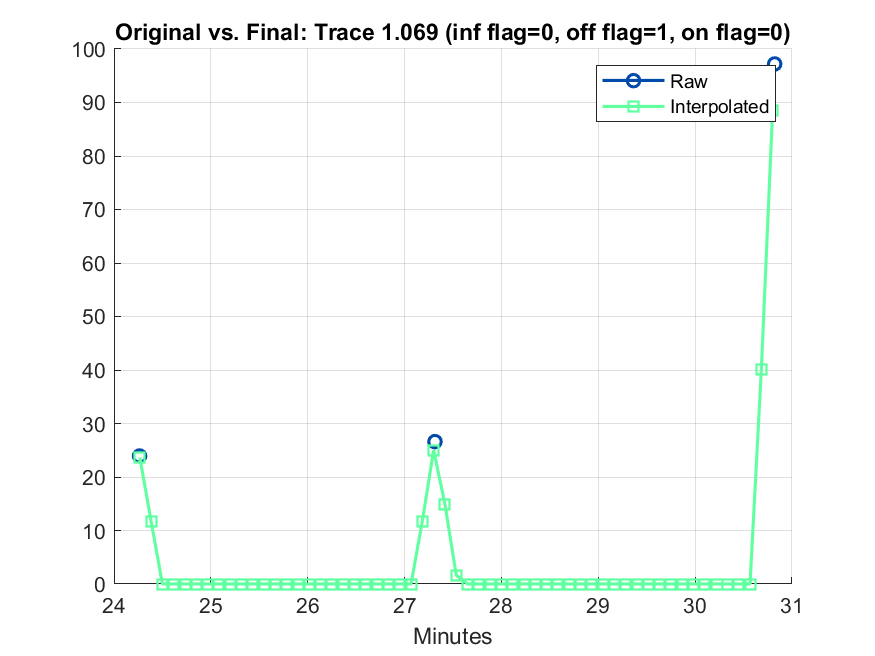 Original vs. Final: Trace 1.069 (inf flag=0, off flag=1, on flag=0)
100
90
80
70
60
50
40
30
20
10
0
Raw
Interpolated
24 25 26 27 28 29 30 31
Minutes